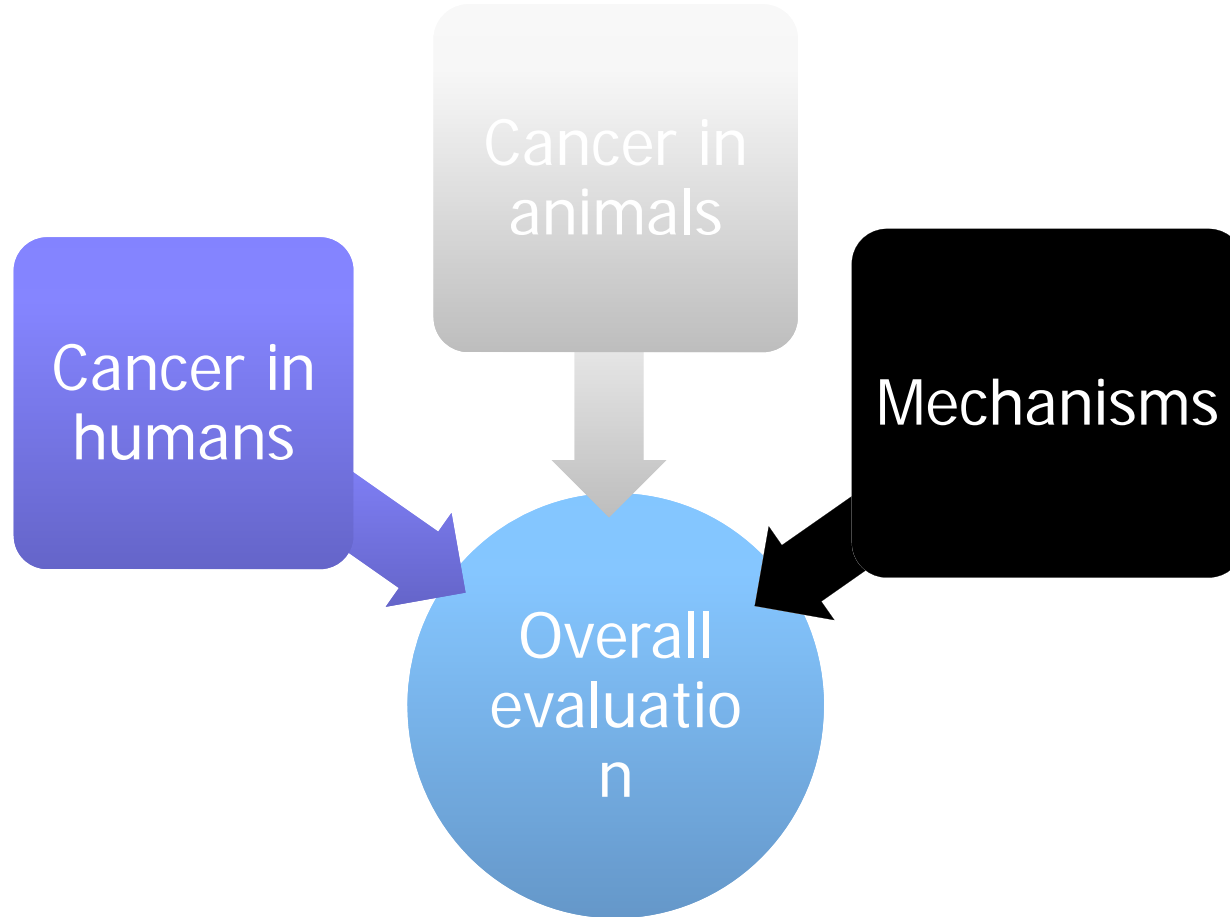 Cancer in
animals
Cancer in
humans
Mechanisms
Overall
evaluatio
n